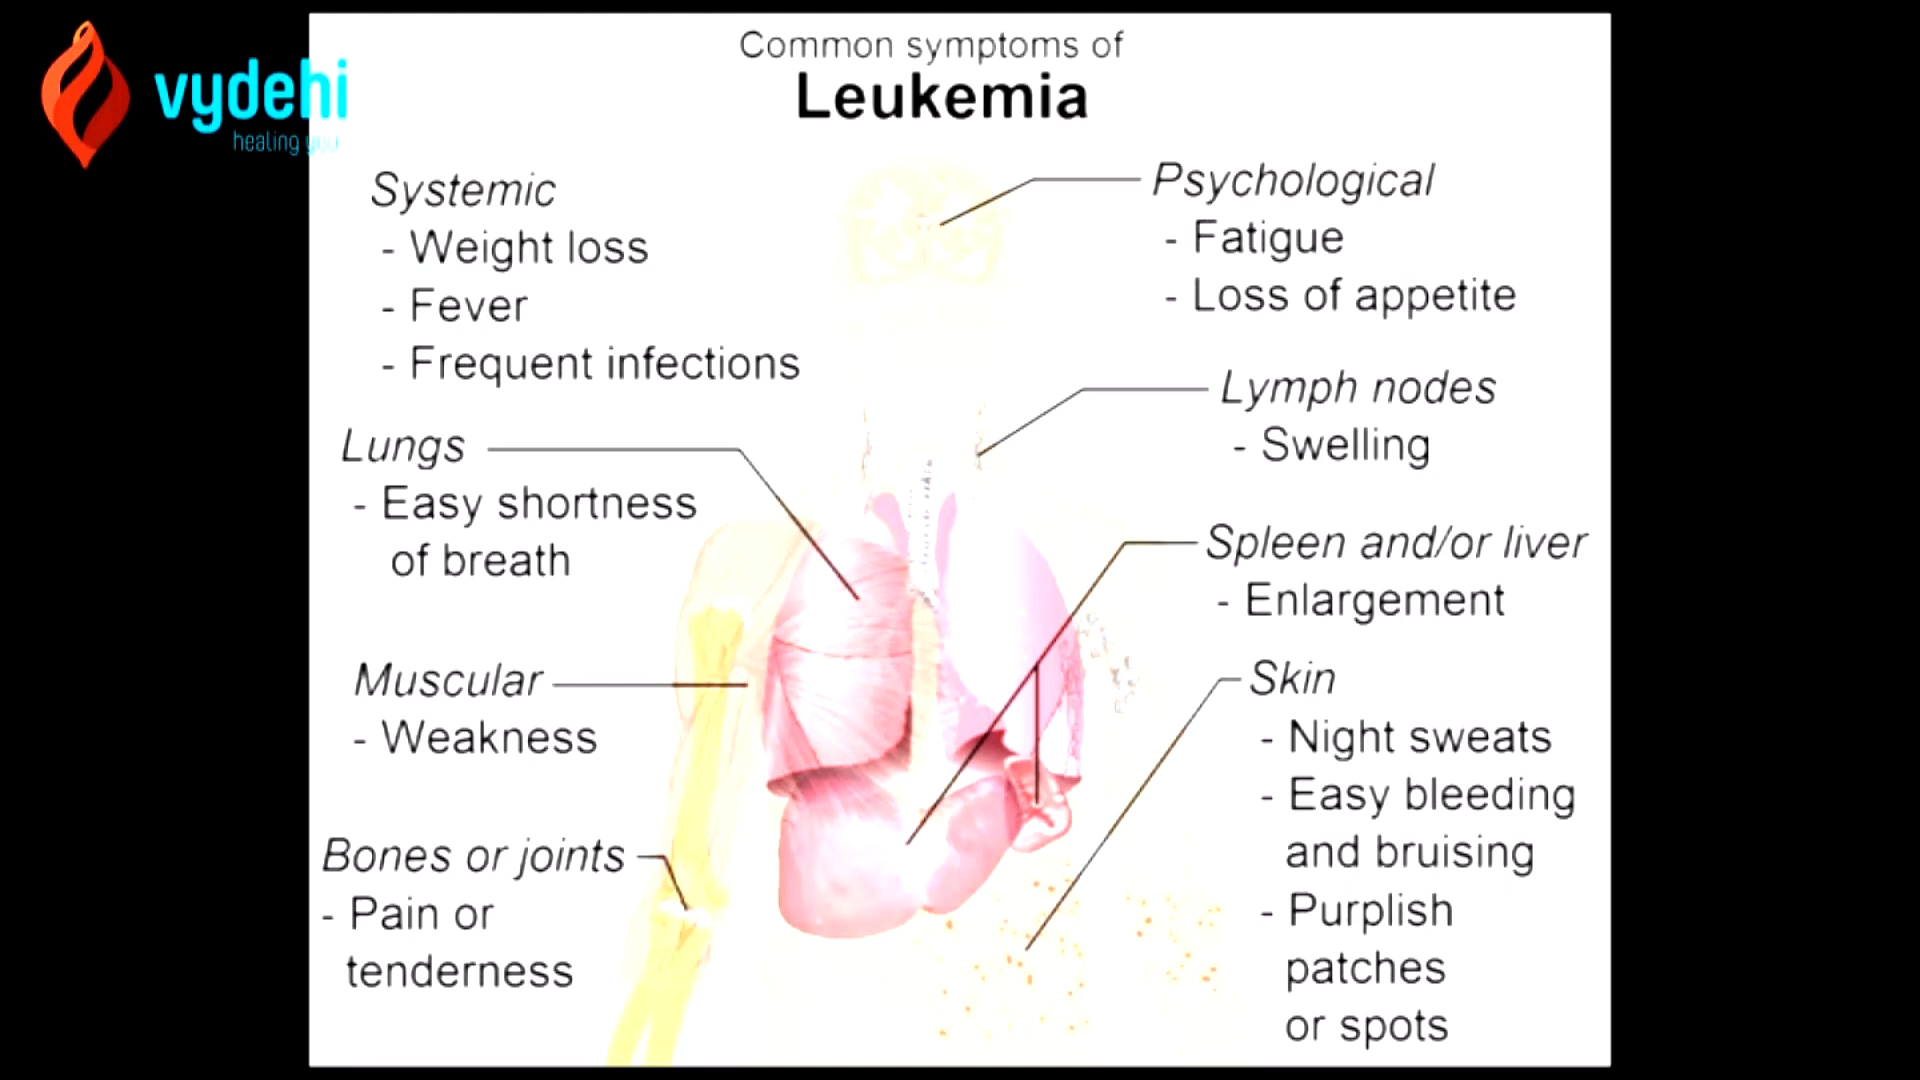 vydehi
healing you
Common symptoms of
Leukemia
Systemic
- Weight loss
- Fever
- Frequent infections
Lungs
- Easy shortness
of breath
Muscular
- Weakness
Bones or joints
- Pain or
tenderness
Psychological
- Fatigue
- Loss of appetite
Lymph nodes
- Swelling
Spleen and/or liver
- Enlargement
Skin
- Night sweats
- Easy bleeding
and bruising
- Purplish
patches
or spots